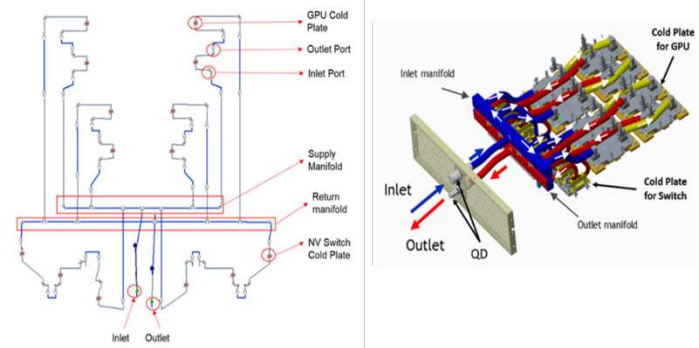 GPU Cold
Plate
Outlet Port
Inlet Port
Supply
Manifold
Return
manifold
NV Switch
Cold Plate
Inlet
Outlet
Cold Plate
for GPU
Inlet manifold
Cold Plate
for Switch
Inlet
Outlet manifold
Outlet
QD